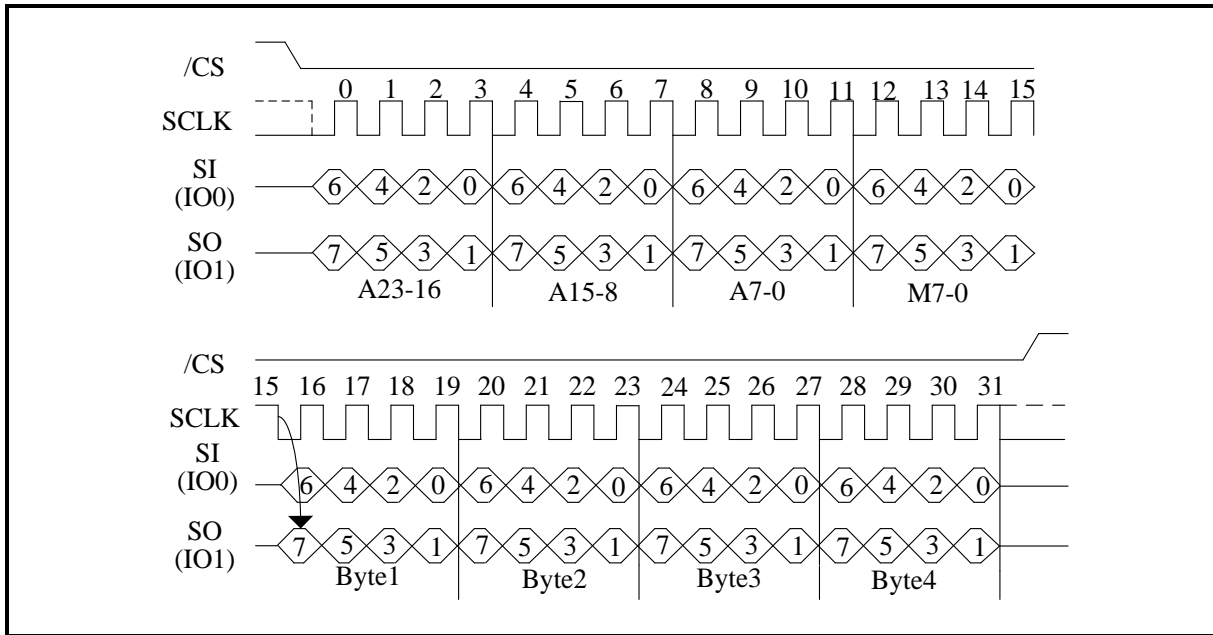 /CS
0 1 2 3 4 5 6 7 8 9 10 11 12 13 14 15
SCLK
SI
(IO0)
6 4 2 0 6 4 2 0 6 4 2 0 6 4 2 0
SO
(IO1)
7 5 3 1 7 5 3 1 7 5 3 1 7 5 3 1
A23-16 A15-8 A7-0 M7-0
/CS
15 16 17 18 19 20 21 22 23 24 25 26 27 28 29 30 31
SCLK
SI
(IO0)
6 4 2 0 6 4 2 0 6 4 2 0 6 4 2 0
SO
(IO1)
7 5 3 1 7 5 3 1 7 5 3 1 7 5 3 1
Byte1 Byte2 Byte3 Byte4